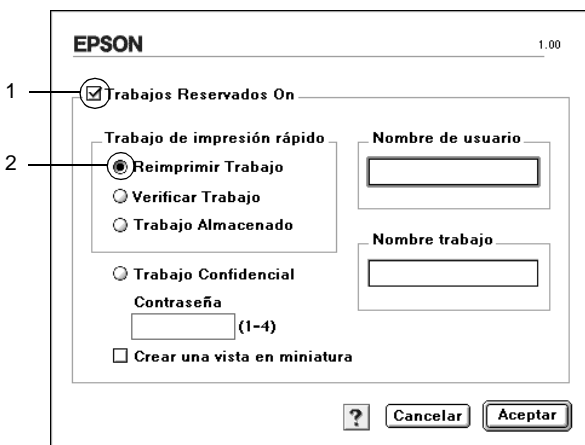 EPSON
1.00
1
Trabajos Reservados On
Trabajo de impresión rápido
2
Reimprimir Trabajo
Verificar Trabajo
Trabajo Almacenado
Trabajo Confidencial
Contraseña
(1-4)
Crear una vista en miniatura
Nombre de usuario
Nombre trabajo
?
Cancelar
Aceptar